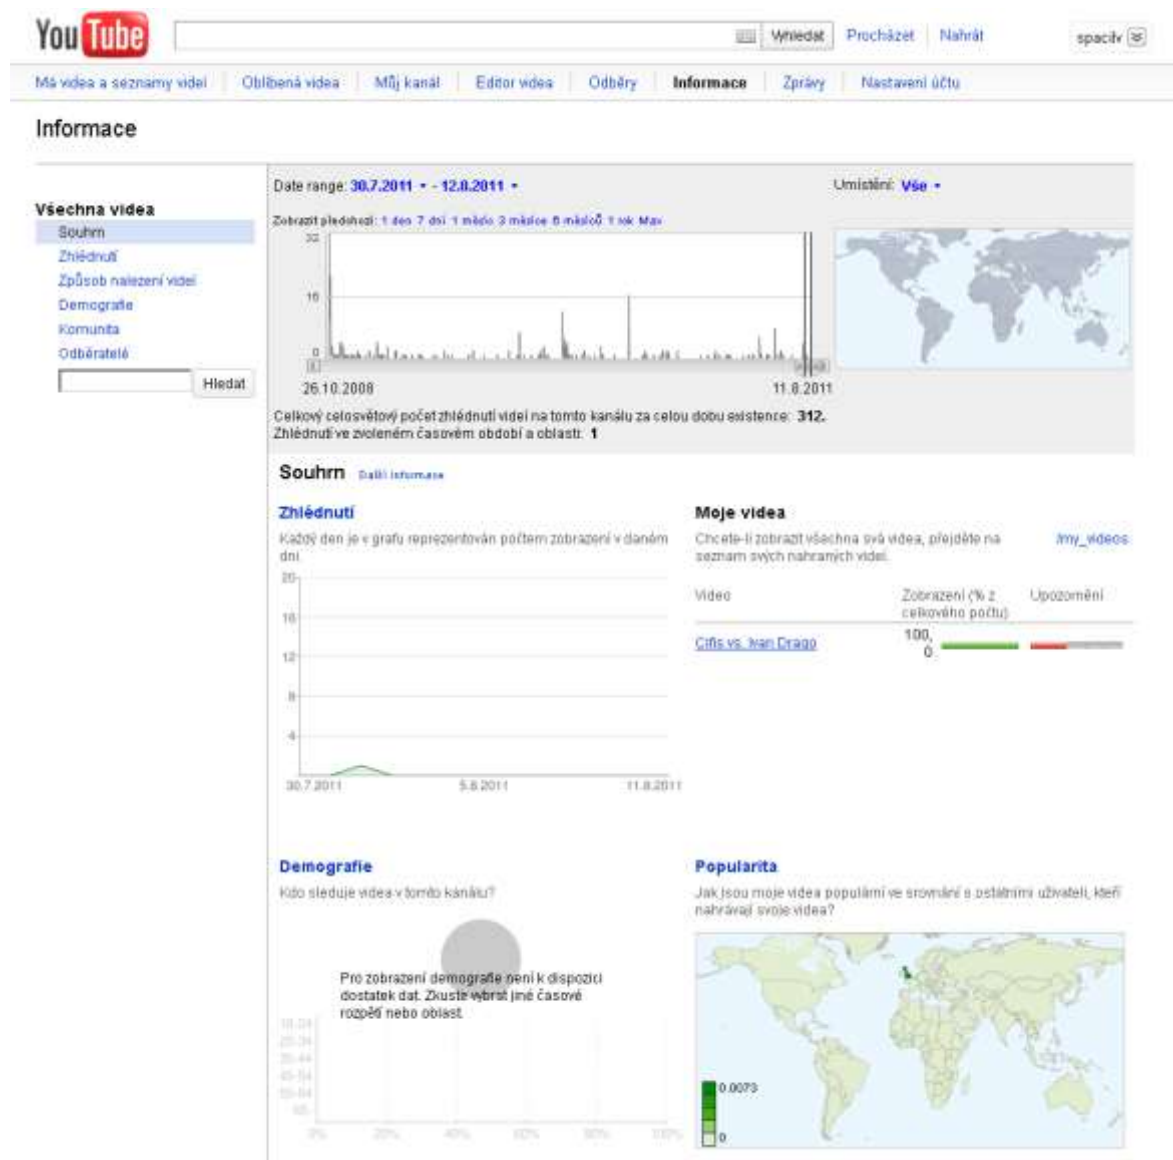 YouTube
Vyhledat Procházet Nahrát spacilv
Má videa a seznamy videí Oblíbená videa Můj kanál Editor videa Odběry Informace Zprávy Nastavení účtu
Informace
Všechna videa
Souhrn
Zhlédnutí
Způsob nalezení videí
Demografie
Komunita
Odběratelé
Hledat
Date range: 30.7.2011 - 12.8.2011
Umístění: Vše
Zobrazit předchozí: 1 den 7 dní 1 měsíc 3 měsíce 6 měsíců 1 rok Max
32
16
0
26.10.2008 11.8.2011
Celkový celosvětový počet zhlédnutí videí na tomto kanálu za celou dobu existence: 312.
Zhlédnutí ve zvoleném časovém období a oblasti: 1
Souhrn Další informace
Zhlédnutí
Každý den je v grafu reprezentován počtem zobrazení v daném
dni
20
16
12
8
4
30.7.2011 5.8.2011 11.8.2011
Moje videa
Chcete-li zobrazit všechna svá videa, přejděte na
seznam svých nahraných videí.
/my_videos
Video Zobrazení (% z
celkového počtu) Upozornění
Cifis vs. Ivan Drago 100,
0
Demografie
Kdo sleduje videa v tomto kanálu?
Pro zobrazení demografie není k dispozici
dostatek dat. Zkuste vybrat jiné časové
rozpětí nebo oblast.
0% 20% 40% 60% 80% 100%
Popularita
Jak jsou moje videa populární ve srovnání s ostatními uživateli, kteří
nahrávají svoje videa?
0.0073
0